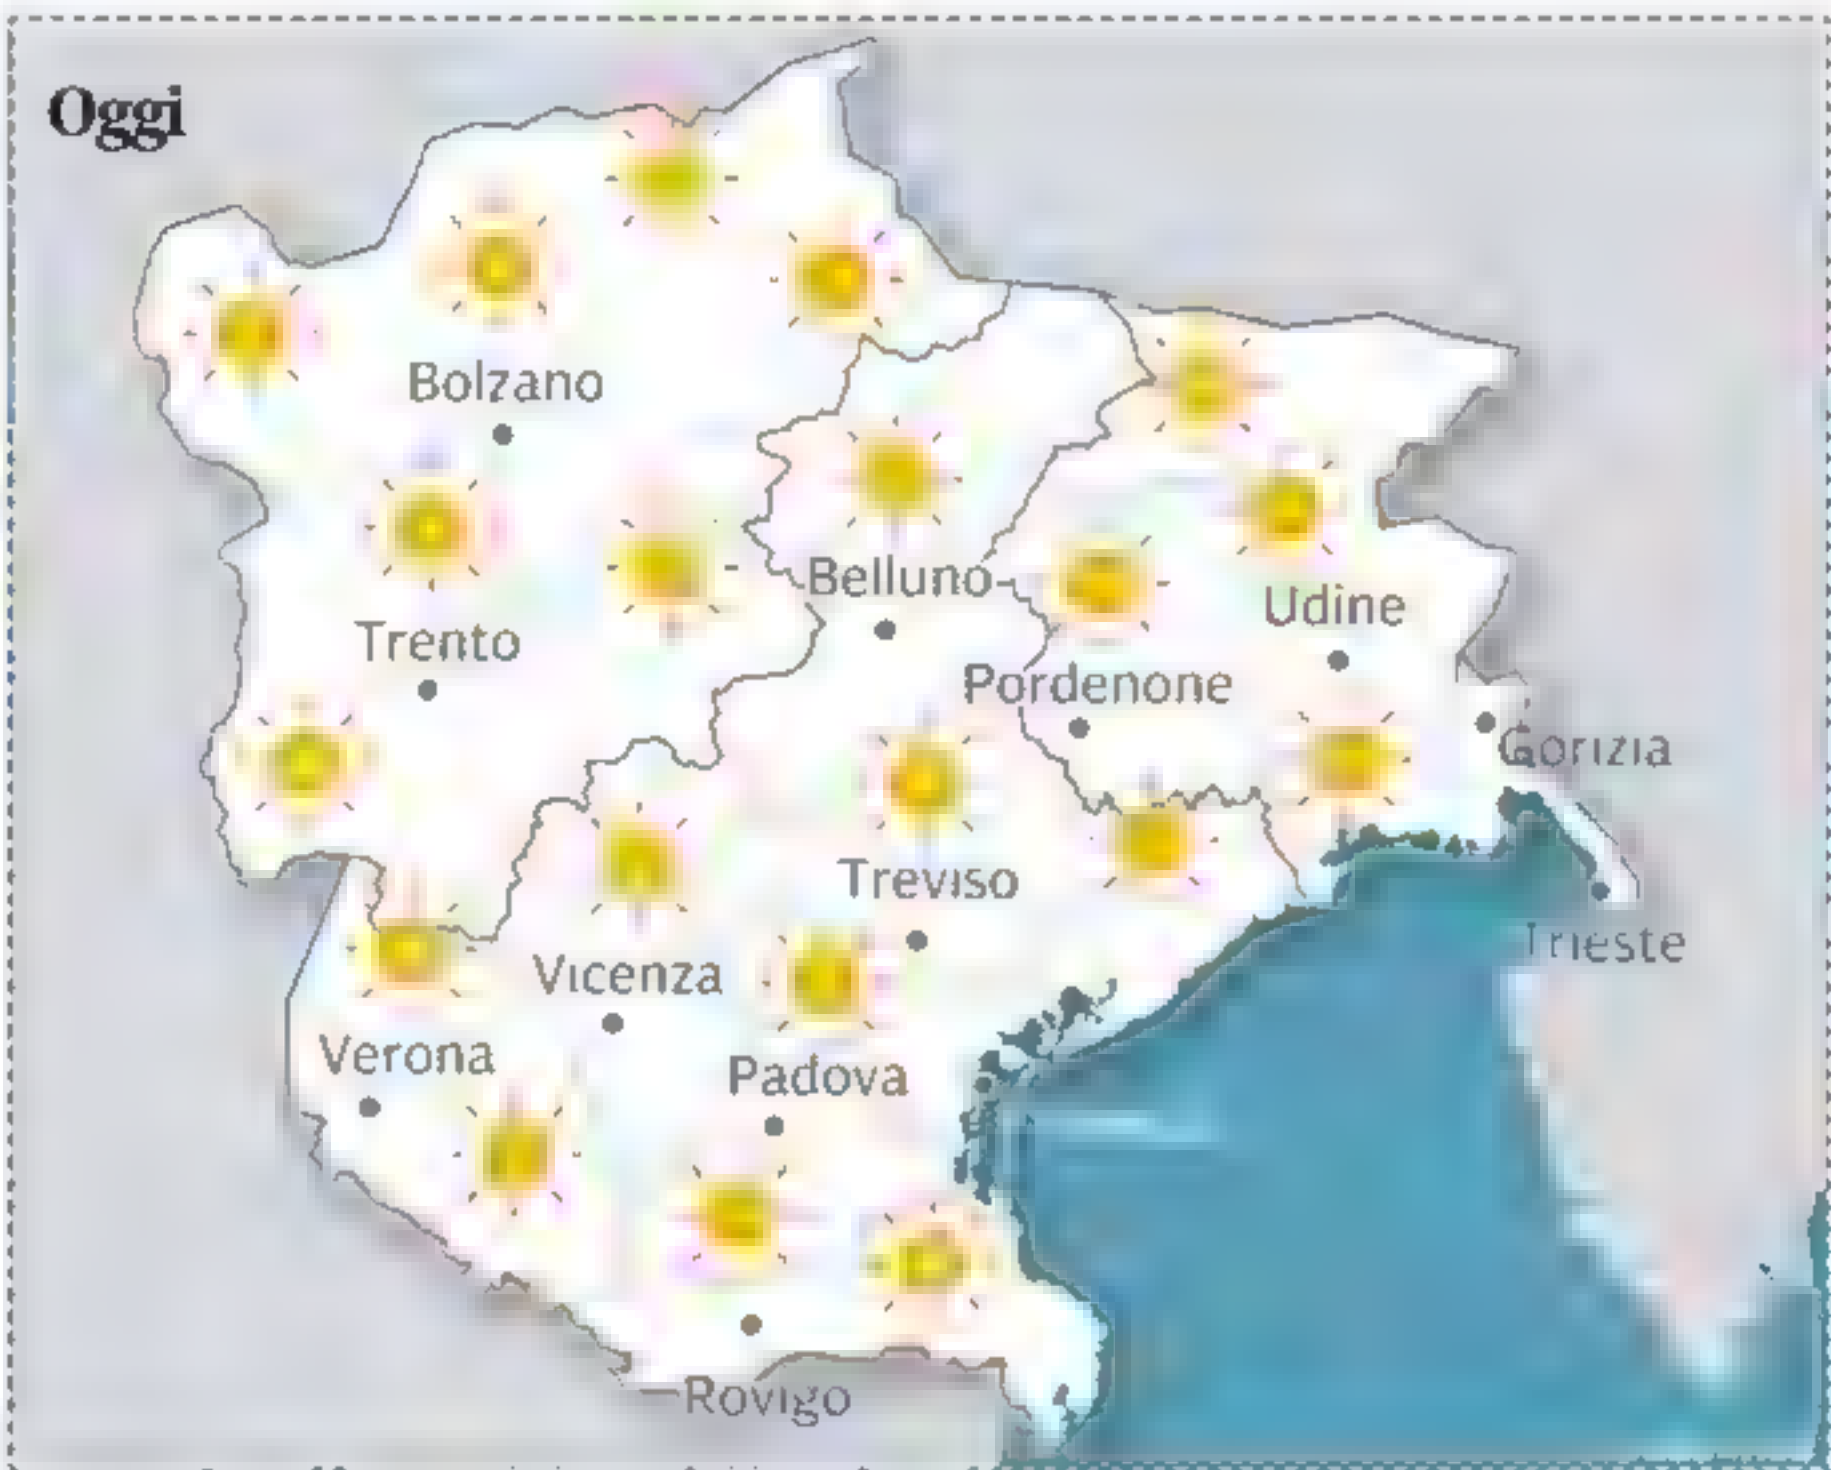 Oggi
Bolzano
Belluno
Udine
Trento
Pordenone
Gorizia
Treviso
Trieste
Vicenza
Verona
Padova
Rovigo